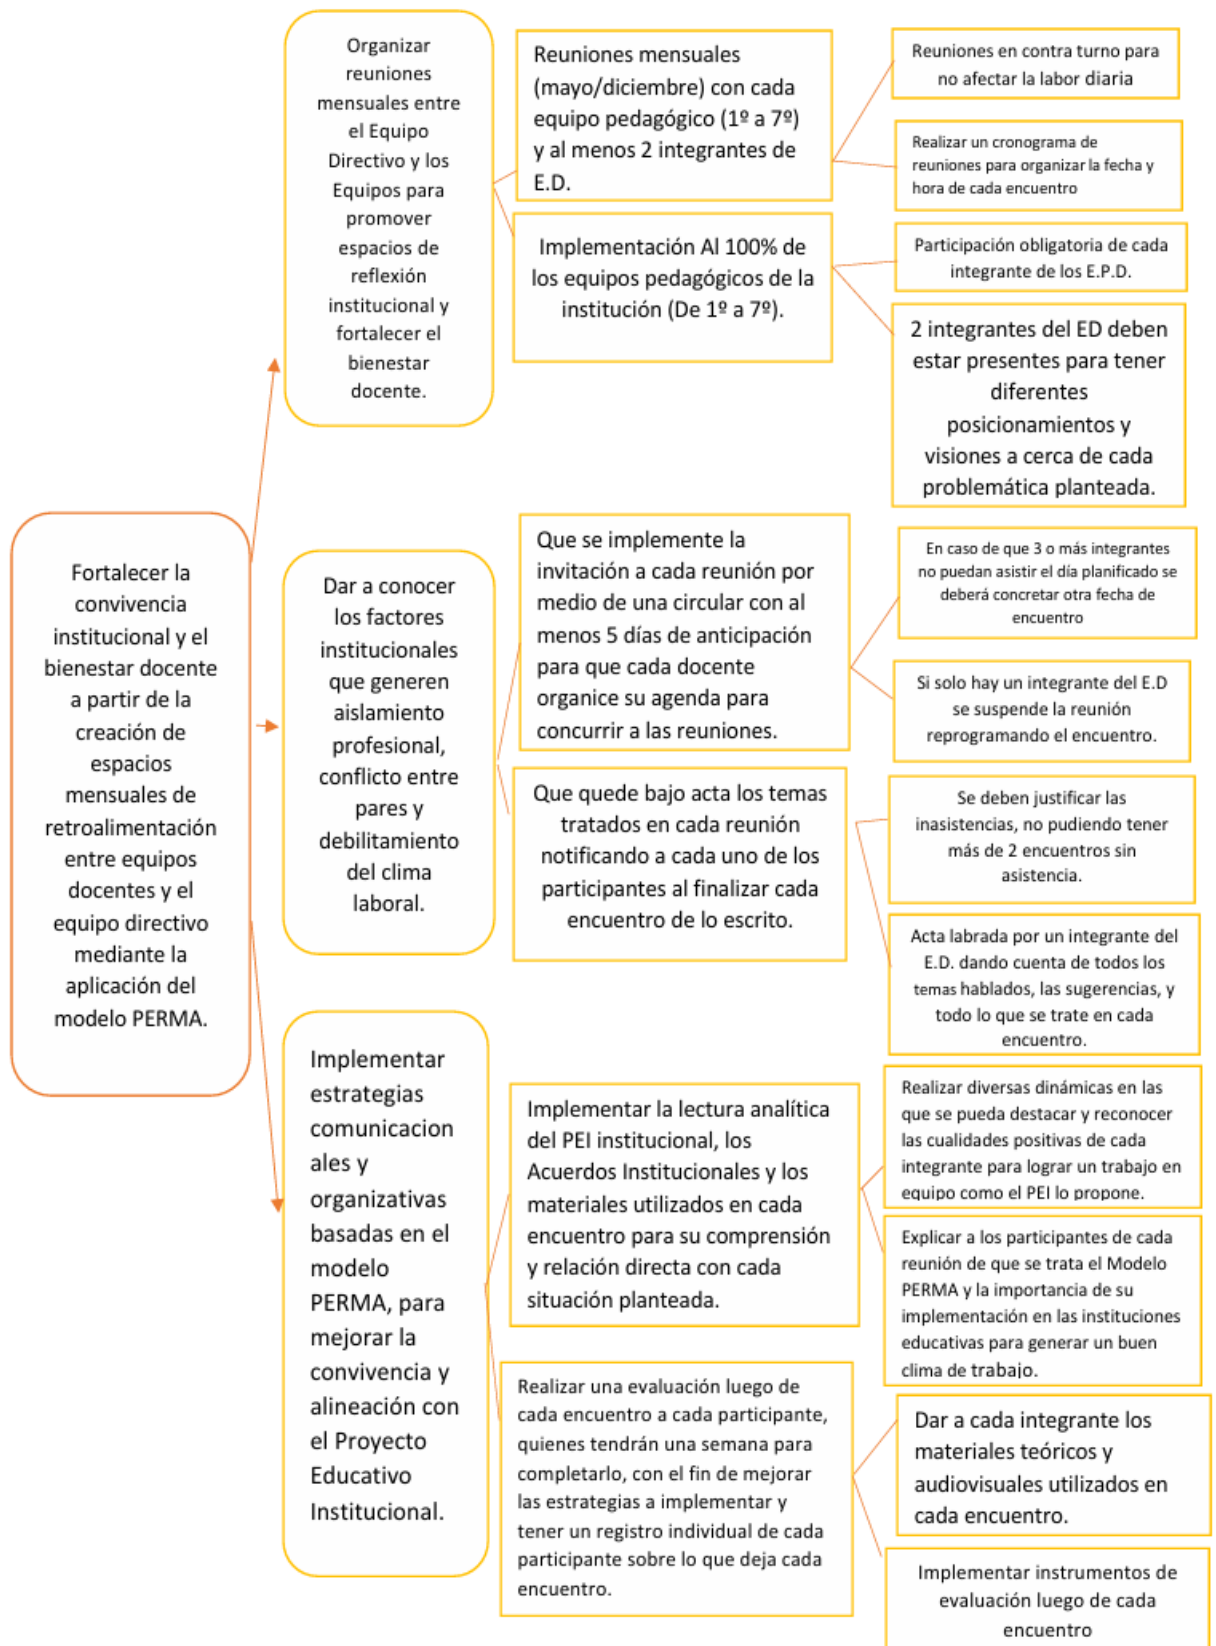 Fortalecer la
convivencia
institucional y el
bienestar docente
a partir de la
creación de
espacios
mensuales de
retroalimentación
entre equipos
docentes y el
equipo directivo
mediante la
aplicación del
modelo PERMA.
Organizar
reuniones
mensuales entre
el Equipo
Directivo y los
Equipos para
promover
espacios de
reflexión
institucional y
fortalecer el
bienestar
docente.
Reuniones mensuales
(mayo/diciembre) con cada
equipo pedagógico (1º a 7º)
y al menos 2 integrantes de
E.D.
Reuniones en contra turno para
no afectar la labor diaria
Realizar un cronograma de
reuniones para organizar la fecha y
hora de cada encuentro
Implementación Al 100% de
los equipos pedagógicos de la
institución (De 1º a 7º).
Participación obligatoria de cada
integrante de los E.P.D.
2 integrantes del ED deben
estar presentes para tener
diferentes
posicionamientos y
visiones a cerca de cada
problemática planteada.
Dar a conocer
los factores
institucionales
que generen
aislamiento
profesional,
conflicto entre
pares y
debilitamiento
del clima
laboral.
Que se implemente la
invitación a cada reunión por
medio de una circular con al
menos 5 días de anticipación
para que cada docente
organice su agenda para
concurrir a las reuniones.
En caso de que 3 o más integrantes
no puedan asistir el día planificado se
deberá concretar otra fecha de
encuentro
Si solo hay un integrante del E.D
se suspende la reunión
reprogramando el encuentro.
Que quede bajo acta los temas
tratados en cada reunión
notificando a cada uno de los
participantes al finalizar cada
encuentro de lo escrito.
Se deben justificar las
inasistencias, no pudiendo tener
más de 2 encuentros sin
asistencia.
Acta labrada por un integrante del
E.D. dando cuenta de todos los
temas hablados, las sugerencias, y
todo lo que se trate en cada
encuentro.
Implementar
estrategias
comunicacion
ales y
organizativas
basadas en el
modelo
PERMA, para
mejorar la
convivencia y
alineación con
el Proyecto
Educativo
Institucional.
Implementar la lectura analítica
del PEI institucional, los
Acuerdos Institucionales y los
materiales utilizados en cada
encuentro para su comprensión
y relación directa con cada
situación planteada.
Realizar diversas dinámicas en las
que se pueda destacar y reconocer
las cualidades positivas de cada
integrante para lograr un trabajo en
equipo como el PEI lo propone.
Explicar a los participantes de cada
reunión de que se trata el Modelo
PERMA y la importancia de su
implementación en las instituciones
educativas para generar un buen
clima de trabajo.
Realizar una evaluación luego de
cada encuentro a cada participante,
quienes tendrán una semana para
completarlo, con el fin de mejorar
las estrategias a implementar y
tener un registro individual de cada
participante sobre lo que deja cada
encuentro.
Dar a cada integrante los
materiales teóricos y
audiovisuales utilizados en
cada encuentro.
Implementar instrumentos de
evaluación luego de cada
encuentro